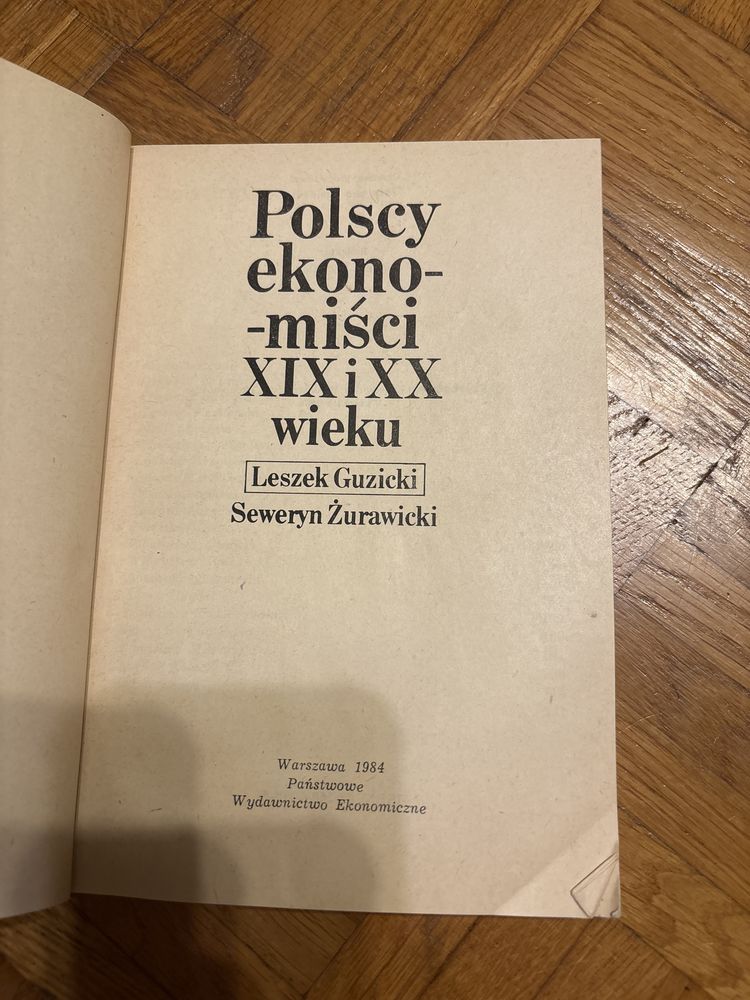 Polscy
ekono-
-miści
XIX i XX
wieku
Leszek Guzicki
Seweryn Żurawicki
Warszawa 1984
Państwowe
Wydawnictwo Ekonomiczne